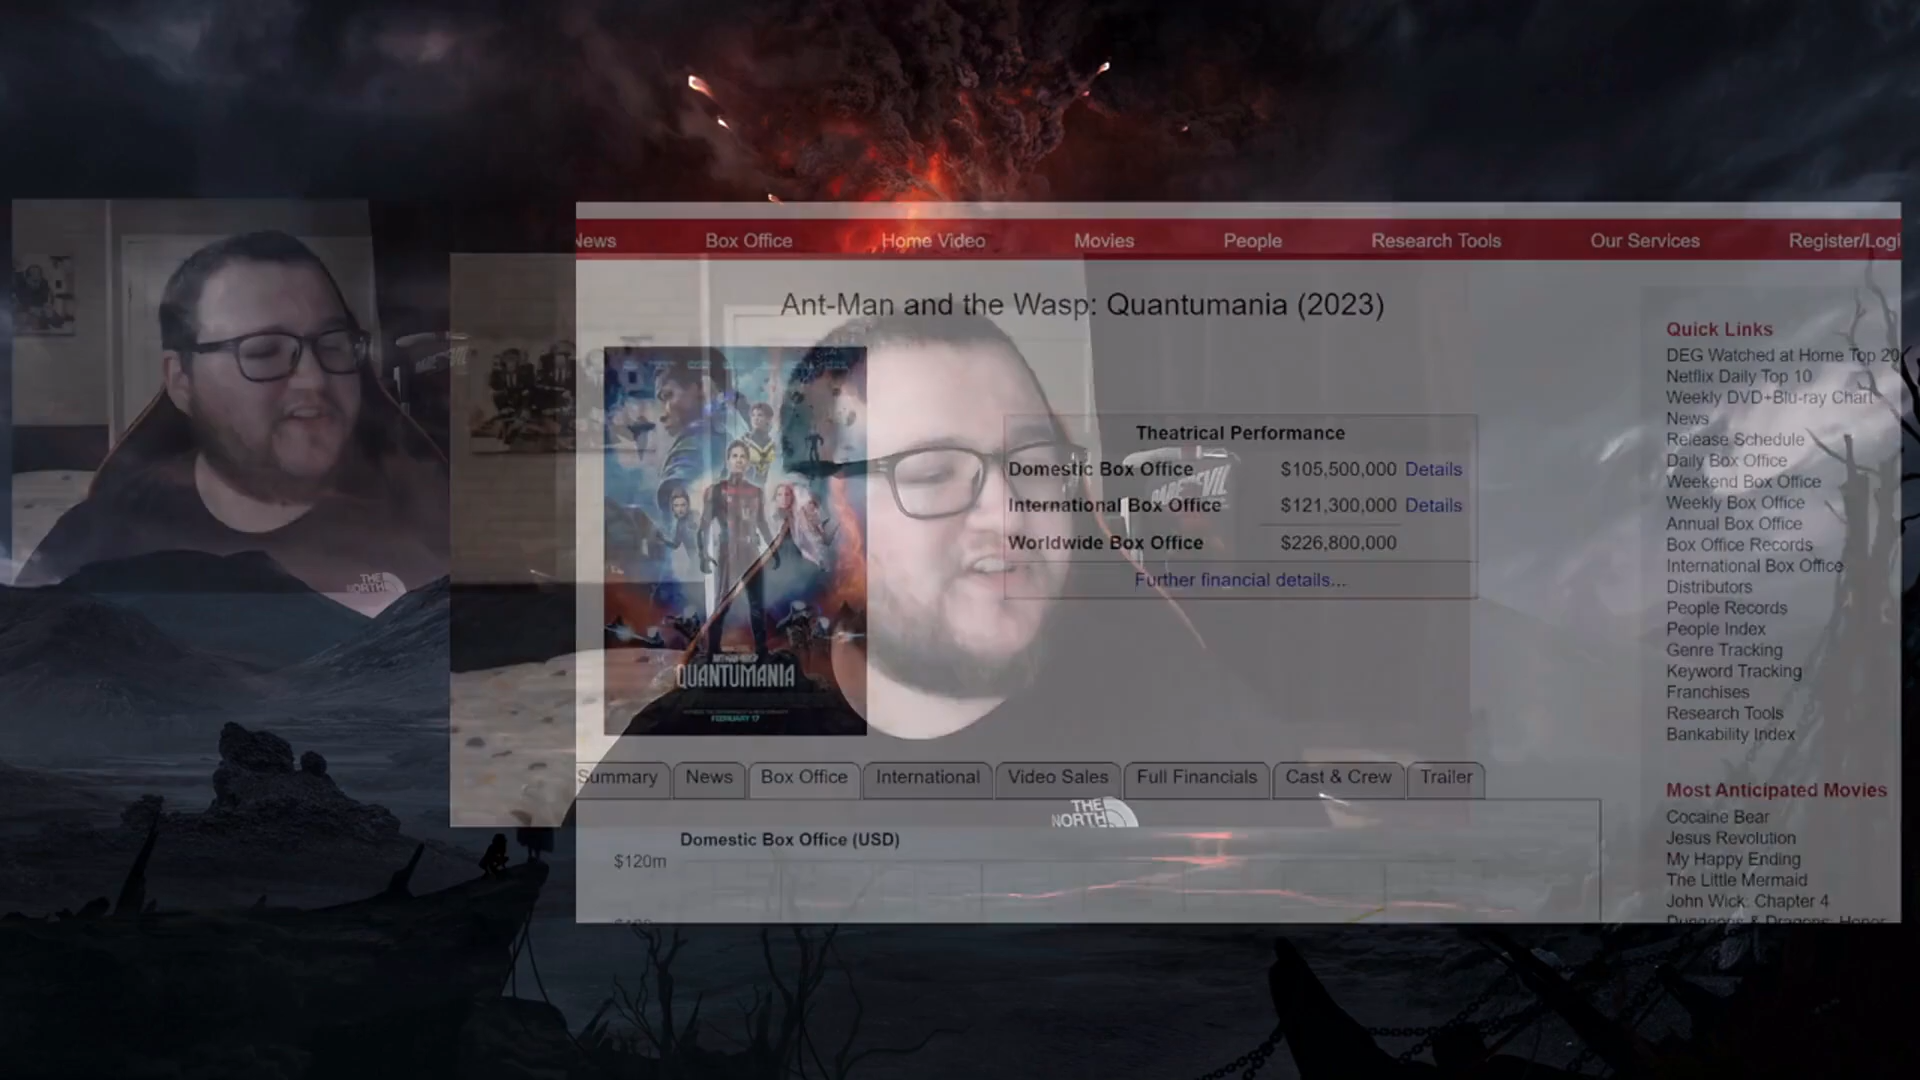 News Box Office Home Video Movies People Research Tools Our Services Register/Logi
Ant-Man and the Wasp: Quantumania (2023)
QUANTUMANIA
FEBRUARY 17
Theatrical Performance
Domestic Box Office $105,500,000 Details
International Box Office $121,300,000 Details
Worldwide Box Office $226,800,000
Further financial details...
DAREDEVIL
THE
NORTH
Summary News Box Office International Video Sales Full Financials Cast & Crew Trailer
THE
NORTH
Domestic Box Office (USD)
$120m
Quick Links
DEG Watched at Home Top 20
Netflix Daily Top 10
Weekly DVD+Blu-ray Chart
News
Release Schedule
Daily Box Office
Weekend Box Office
Weekly Box Office
Annual Box Office
Box Office Records
International Box Office
Distributors
People Records
People Index
Genre Tracking
Keyword Tracking
Franchises
Research Tools
Bankability Index
Most Anticipated Movies
Cocaine Bear
Jesus Revolution
My Happy Ending
The Little Mermaid
John Wick: Chapter 4
Dungeons & Dragons: Honor